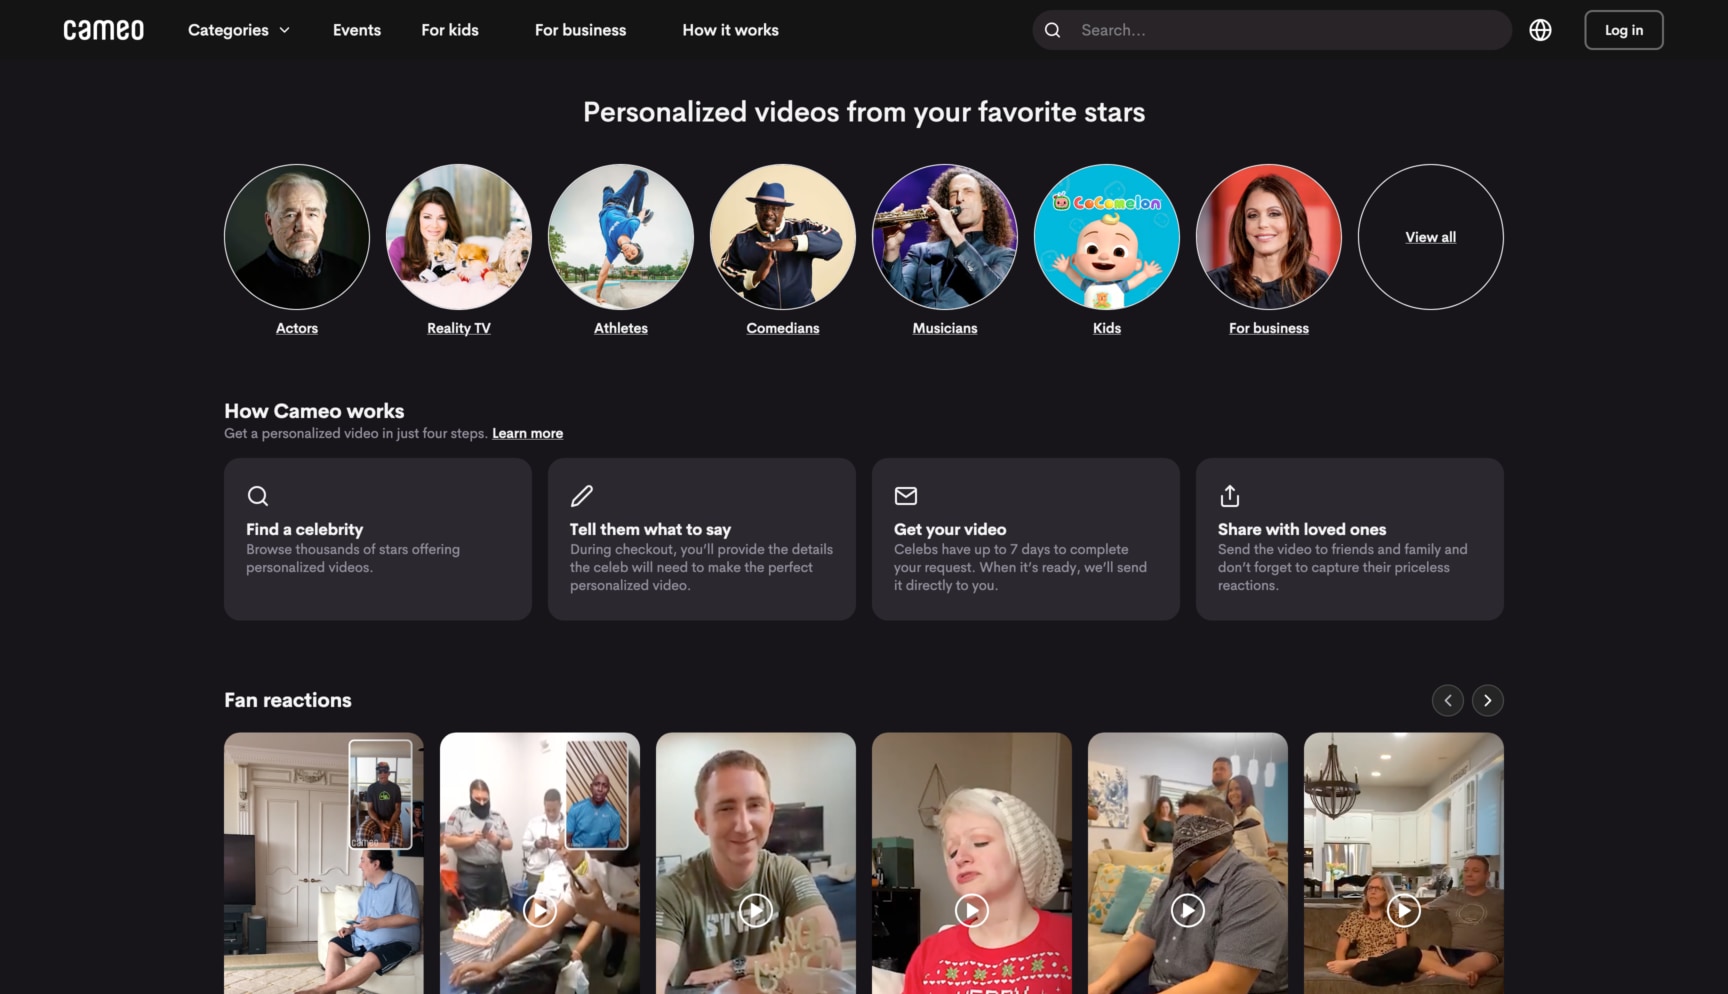 cameo
Categories
Events
For kids
For business
How it works
Search...
Log in
Personalized videos from your favorite stars
CoComelon
View all
Actors
Reality TV
Athletes
Comedians
Musicians
Kids
For business
How Cameo works
Get a personalized video in just four steps. Learn more
Find a celebrity
Browse thousands of stars offering
personalized videos.
Tell them what to say
During checkout, you'll provide the details
the celeb will need to make the perfect
personalized video.
Get your video
Celebs have up to 7 days to complete
your request. When it's ready, we'll send
it directly to you.
Share with loved ones
Send the video to friends and family and
don't forget to capture their priceless
reactions.
Fan reactions
cameo